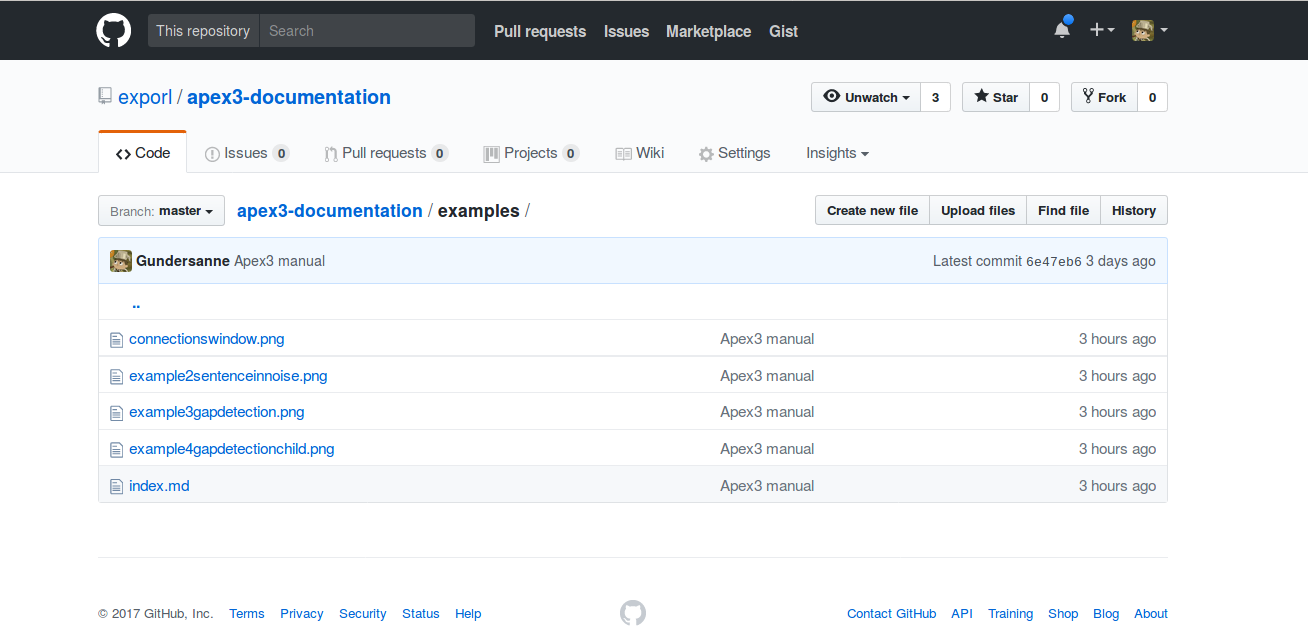 This repository Search Pull requests Issues Marketplace Gist
exporl / apex3-documentation Unwatch 3 Star 0 Fork 0
Code Issues 0 Pull requests 0 Projects 0 Wiki Settings Insights
Branch: master apex3-documentation / examples / Create new file Upload files Find file History
Gundersanne Apex3 manual Latest commit 6e47eb6 3 days ago
..
connectionswindow.png Apex3 manual 3 hours ago
example2sentenceinnoise.png Apex3 manual 3 hours ago
example3gapdetection.png Apex3 manual 3 hours ago
example4gapdetectionchild.png Apex3 manual 3 hours ago
index.md Apex3 manual 3 hours ago
© 2017 GitHub, Inc. Terms Privacy Security Status Help Contact GitHub API Training Shop Blog About